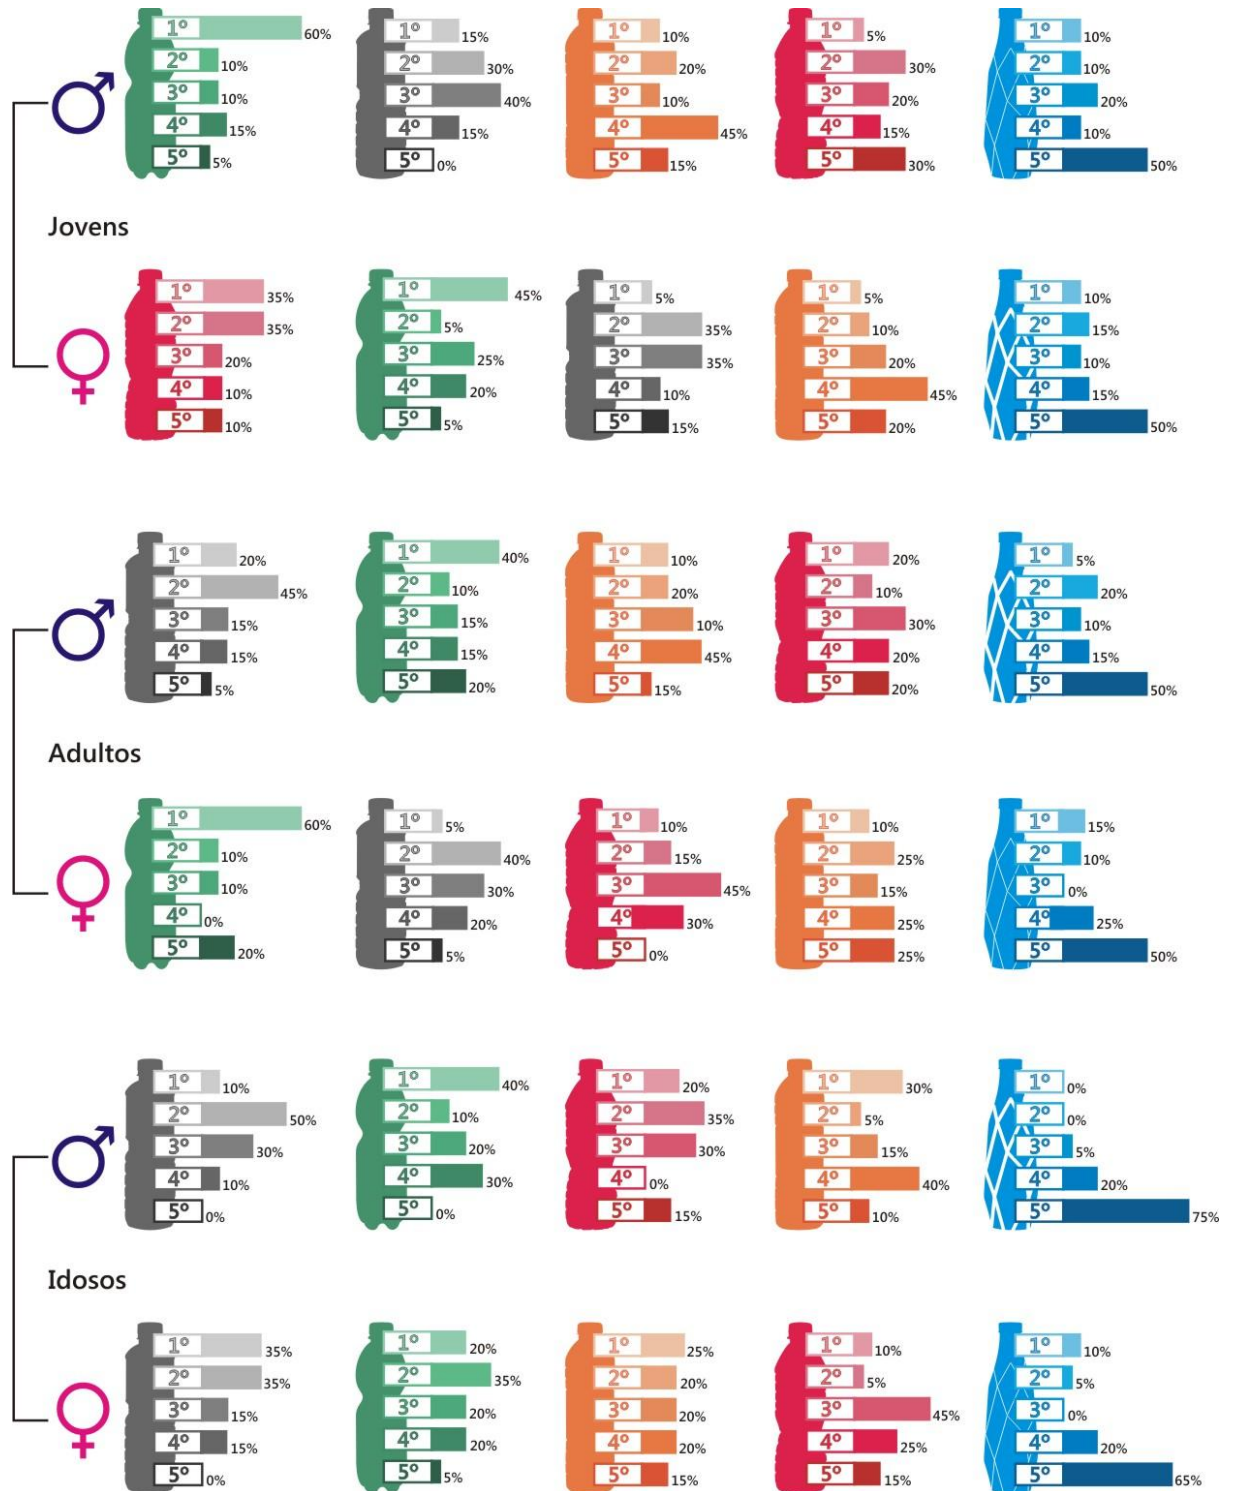 1º 60% 1º 15% 1º 10% 1º 5% 1º 10%
2º 10% 2º 30% 2º 20% 2º 30% 2º 10%
3º 10% 3º 40% 3º 10% 3º 20% 3º 20%
4º 15% 4º 15% 4º 45% 4º 15% 4º 10%
5º 5% 5º 0% 5º 15% 5º 30% 5º 50%
Jovens
1º 35% 1º 45% 1º 5% 1º 5% 1º 10%
2º 35% 2º 5% 2º 35% 2º 10% 2º 15%
3º 20% 3º 25% 3º 35% 3º 20% 3º 10%
4º 10% 4º 20% 4º 10% 4º 45% 4º 15%
5º 10% 5º 5% 5º 15% 5º 20% 5º 50%
1º 20% 1º 40% 1º 10% 1º 20% 1º 5%
2º 45% 2º 10% 2º 20% 2º 10% 2º 20%
3º 15% 3º 15% 3º 10% 3º 30% 3º 10%
4º 15% 4º 15% 4º 45% 4º 20% 4º 15%
5º 5% 5º 20% 5º 15% 5º 20% 5º 50%
Adultos
1º 60% 1º 5% 1º 10% 1º 10% 1º 15%
2º 10% 2º 40% 2º 15% 2º 25% 2º 10%
3º 10% 3º 30% 3º 45% 3º 15% 3º 0%
4º 0% 4º 20% 4º 30% 4º 25% 4º 25%
5º 20% 5º 5% 5º 0% 5º 25% 5º 50%
1º 10% 1º 40% 1º 20% 1º 30% 1º 0%
2º 50% 2º 10% 2º 35% 2º 5% 2º 0%
3º 30% 3º 20% 3º 30% 3º 15% 3º 5%
4º 10% 4º 30% 4º 0% 4º 40% 4º 20%
5º 0% 5º 0% 5º 15% 5º 10% 5º 75%
Idosos
1º 35% 1º 20% 1º 25% 1º 10% 1º 10%
2º 35% 2º 35% 2º 20% 2º 5% 2º 5%
3º 15% 3º 20% 3º 20% 3º 45% 3º 0%
4º 15% 4º 20% 4º 20% 4º 25% 4º 20%
5º 0% 5º 5% 5º 15% 5º 15% 5º 65%